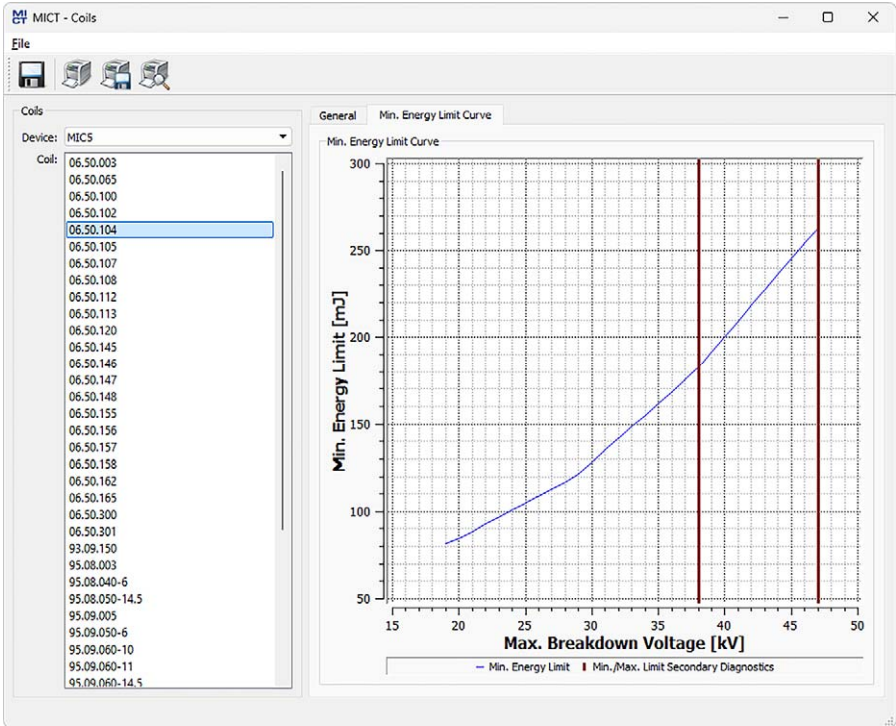 MICT - Coils
File
Coils
Device: MIC5
Coil:
06.50.003
06.50.065
06.50.100
06.50.102
06.50.104
06.50.105
06.50.107
06.50.108
06.50.112
06.50.113
06.50.120
06.50.145
06.50.146
06.50.147
06.50.148
06.50.155
06.50.156
06.50.157
06.50.158
06.50.162
06.50.165
06.50.300
06.50.301
93.09.150
95.08.003
95.08.040-6
95.08.050-14.5
95.09.005
95.09.050-6
95.09.060-10
95.09.060-11
95.09.060-14.5
General
Min. Energy Limit Curve
Min. Energy Limit Curve
Min. Energy Limit [mJ]
300
250
200
150
100
50
15 20 25 30 35 40 45 50
Max. Breakdown Voltage [kV]
Min. Energy Limit
Min./Max. Limit Secondary Diagnostics